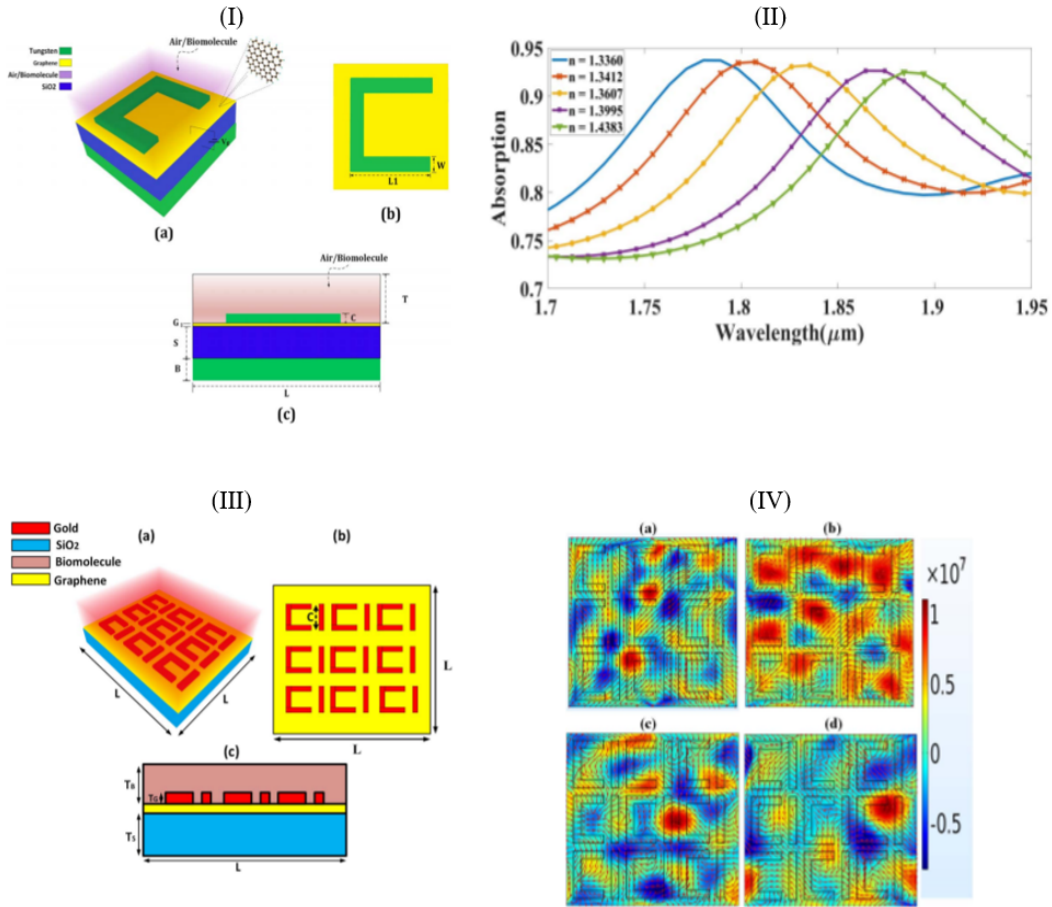 (I)
Tungsten
Graphene
Air/Biomolecule
SiO2
Air/Biomolecule
(a)
L1
W
(b)
Air/Biomolecule
T
C
G
S
B
L
(c)
(II)
0.95
0.9
0.85
0.8
0.75
0.7
Absorption
n = 1.3360
n = 1.3412
n = 1.3607
n = 1.3995
n = 1.4383
1.7
1.75
1.8
1.85
1.9
1.95
Wavelength(μm)
(III)
Gold
SiO2
Biomolecule
Graphene
(a)
L
L
(b)
C
L
L
(c)
TB
TG
TS
L
(IV)
(a)
(b)
(c)
(d)
×10⁷
1
0.5
0
-0.5